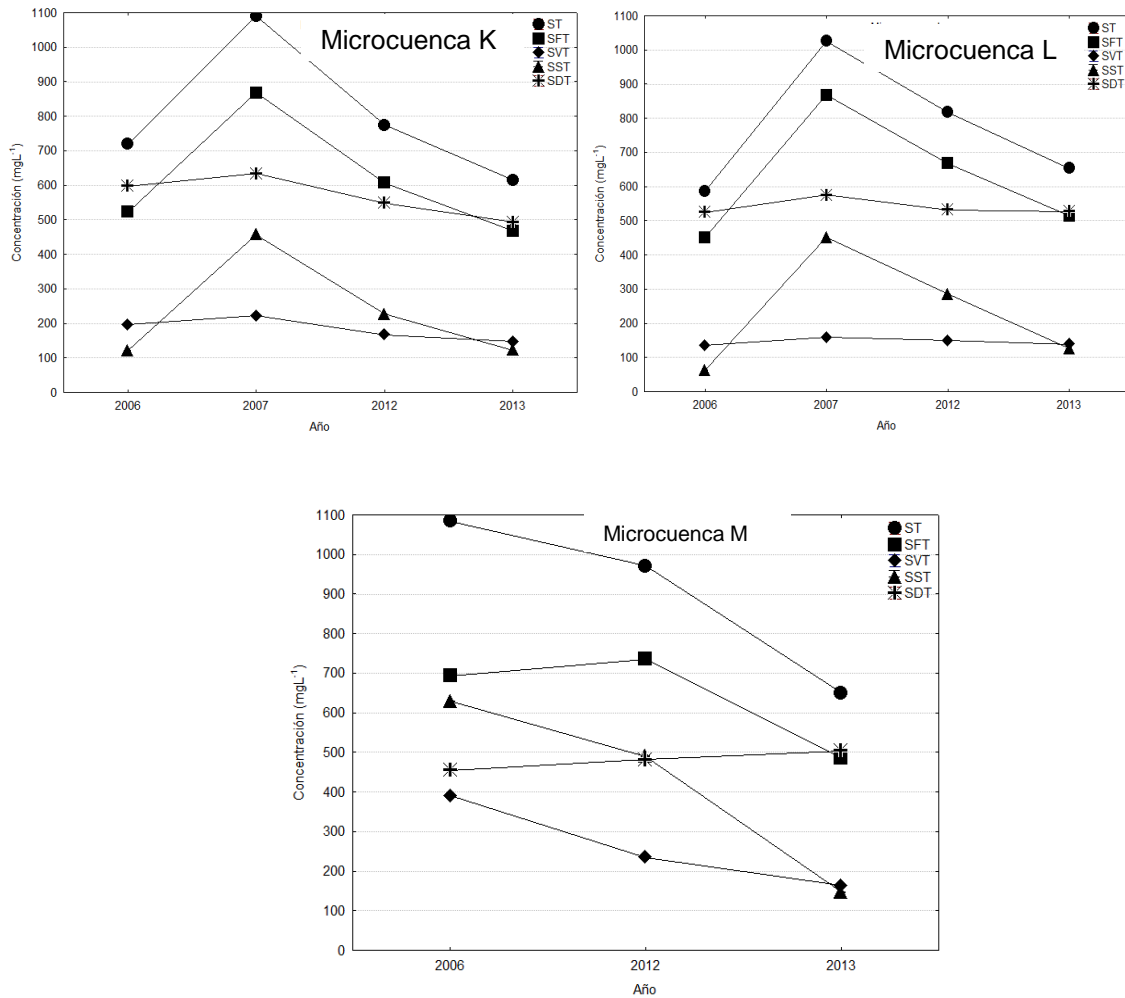 Microcuenca K
ST
SFT
SVT
SST
SDT
1100
1000
900
800
700
600
500
400
300
200
100
0
Concentración (mgL⁻¹)
2006 2007 2012 2013
Año
Microcuenca L
ST
SFT
SVT
SST
SDT
1100
1000
900
800
700
600
500
400
300
200
100
0
Concentración (mgL⁻¹)
2006 2007 2012 2013
Año
Microcuenca M
ST
SFT
SVT
SST
SDT
1100
1000
900
800
700
600
500
400
300
200
100
0
Concentración (mgL⁻¹)
2006 2012 2013
Año